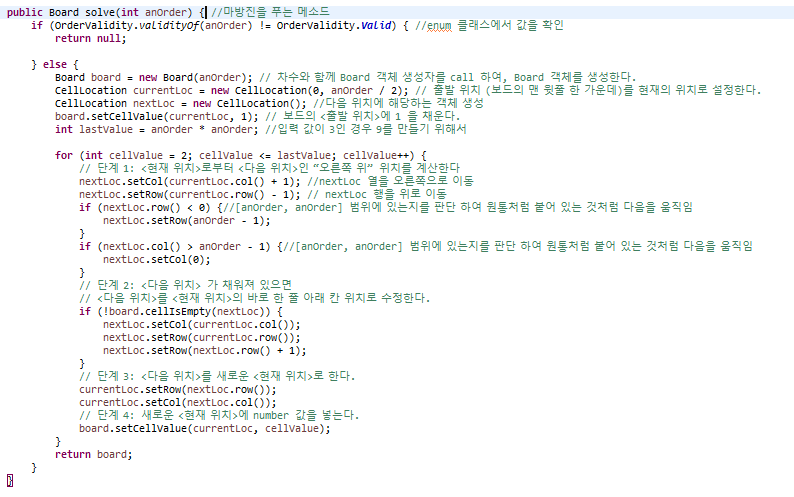 public Board solve(int anOrder) { //마방진을 푸는 메소드
    if (OrderValidity.validityOf(anOrder) != OrderValidity.Valid) { //enum 클래스에서 값을 확인
        return null;

    } else {
        Board board = new Board(anOrder); // 차수와 함께 Board 객체 생성자를 call 하여, Board 객체를 생성한다.
        CellLocation currentLoc = new CellLocation(0, anOrder / 2); // 출발 위치 (보드의 맨 윗줄 한 가운데)를 현재의 위치로 설정한다.
        CellLocation nextLoc = new CellLocation(); //다음 위치에 해당하는 객체 생성
        board.setCellValue(currentLoc, 1); // 보드의 <출발 위치>에 1 을 채운다.
        int lastValue = anOrder * anOrder; //입력 값이 3인 경우 9를 만들기 위해서

        for (int cellValue = 2; cellValue <= lastValue; cellValue++) {
            // 단계 1: <현재 위치>로부터 <다음 위치>인 “오른쪽 위” 위치를 계산한다
            nextLoc.setCol(currentLoc.col() + 1); //nextLoc 열을 오른쪽으로 이동
            nextLoc.setRow(currentLoc.row() - 1); // nextLoc 행을 위로 이동
            if (nextLoc.row() < 0) {//[anOrder, anOrder] 범위에 있는지를 판단 하여 원통처럼 붙어 있는 것처럼 다음을 움직임
                nextLoc.setRow(anOrder - 1);
            }
            if (nextLoc.col() > anOrder - 1) {//[anOrder, anOrder] 범위에 있는지를 판단 하여 원통처럼 붙어 있는 것처럼 다음을 움직임
                nextLoc.setCol(0);
            }
            // 단계 2: <다음 위치> 가 채워져 있으면
            // <다음 위치>를 <현재 위치>의 바로 한 줄 아래 칸 위치로 수정한다.
            if (!board.cellIsEmpty(nextLoc)) {
                nextLoc.setCol(currentLoc.col());
                nextLoc.setRow(currentLoc.row());
                nextLoc.setRow(nextLoc.row() + 1);
            }
            // 단계 3: <다음 위치>를 새로운 <현재 위치>로 한다.
            currentLoc.setRow(nextLoc.row());
            currentLoc.setCol(nextLoc.col());
            // 단계 4: 새로운 <현재 위치>에 number 값을 넣는다.
            board.setCellValue(currentLoc, cellValue);
        }
        return board;
    }
}